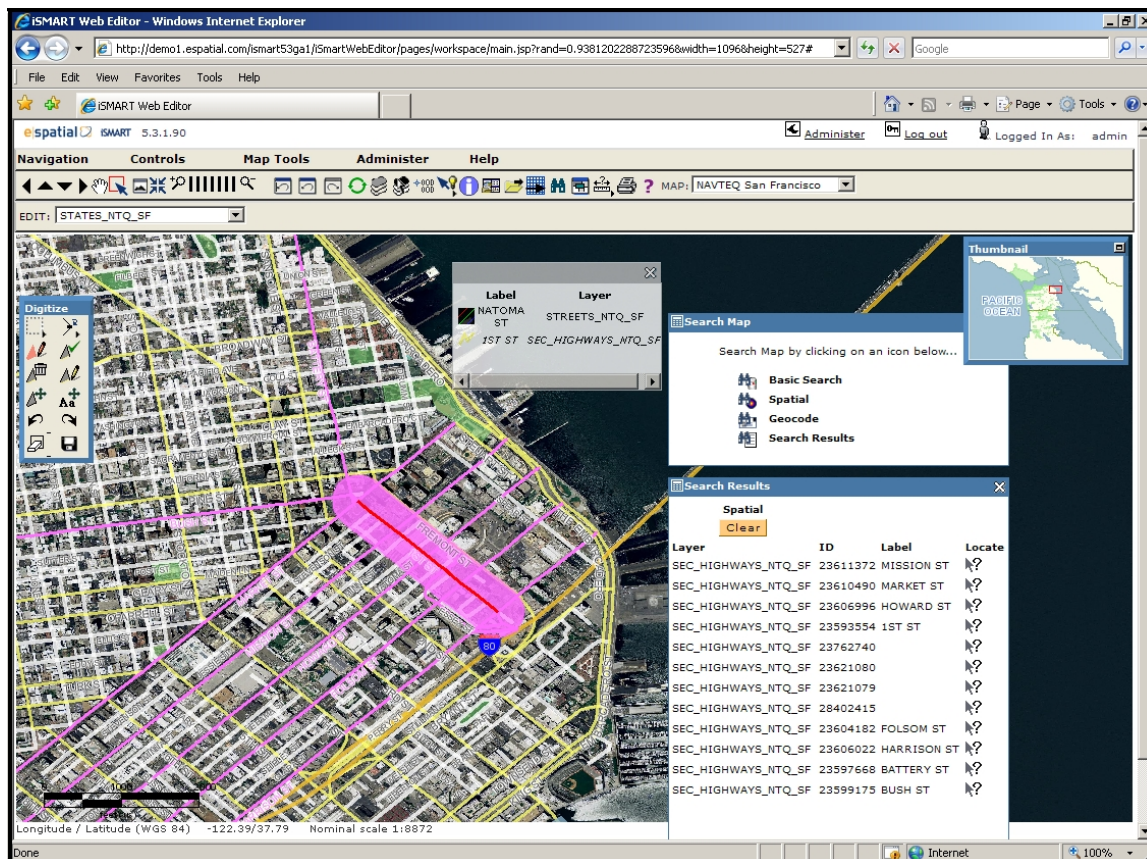 iSMART Web Editor - Windows Internet Explorer
http://demo1.espatial.com/ismart53ga1/iSmartWebEditor/pages/workspace/main.jsp?rand=0.9381202288723596&width=1096&height=527#
Google
File Edit View Favorites Tools Help
iSMART Web Editor
Page Tools
espatial iSMART 5.3.1.90
Administer Log out Logged In As: admin
Navigation Controls Map Tools Administer Help
MAP: NAVTEQ San Francisco
EDIT: STATES_NTQ_SF
Thumbnail
PACIFIC
OCEAN
Label Layer
NATOMA ST STREETS_NTQ_SF
1ST ST SEC_HIGHWAYS_NTQ_SF
Digitize
Search Map
Search Map by clicking on an icon below...
Basic Search
Spatial
Geocode
Search Results
BROADWAY ST
FREMONT ST
80
Search Results
Spatial
Clear
Layer ID Label Locate
SEC_HIGHWAYS_NTQ_SF 23611372 MISSION ST
SEC_HIGHWAYS_NTQ_SF 23610490 MARKET ST
SEC_HIGHWAYS_NTQ_SF 23606996 HOWARD ST
SEC_HIGHWAYS_NTQ_SF 23593554 1ST ST
SEC_HIGHWAYS_NTQ_SF 23762740
SEC_HIGHWAYS_NTQ_SF 23621080
SEC_HIGHWAYS_NTQ_SF 23621079
SEC_HIGHWAYS_NTQ_SF 28402415
SEC_HIGHWAYS_NTQ_SF 23604182 FOLSOM ST
SEC_HIGHWAYS_NTQ_SF 23606022 HARRISON ST
SEC_HIGHWAYS_NTQ_SF 23597668 BATTERY ST
SEC_HIGHWAYS_NTQ_SF 23599175 BUSH ST
Longitude / Latitude (WGS 84) -122.39/37.79 Nominal scale 1:8872
Done Internet 100%